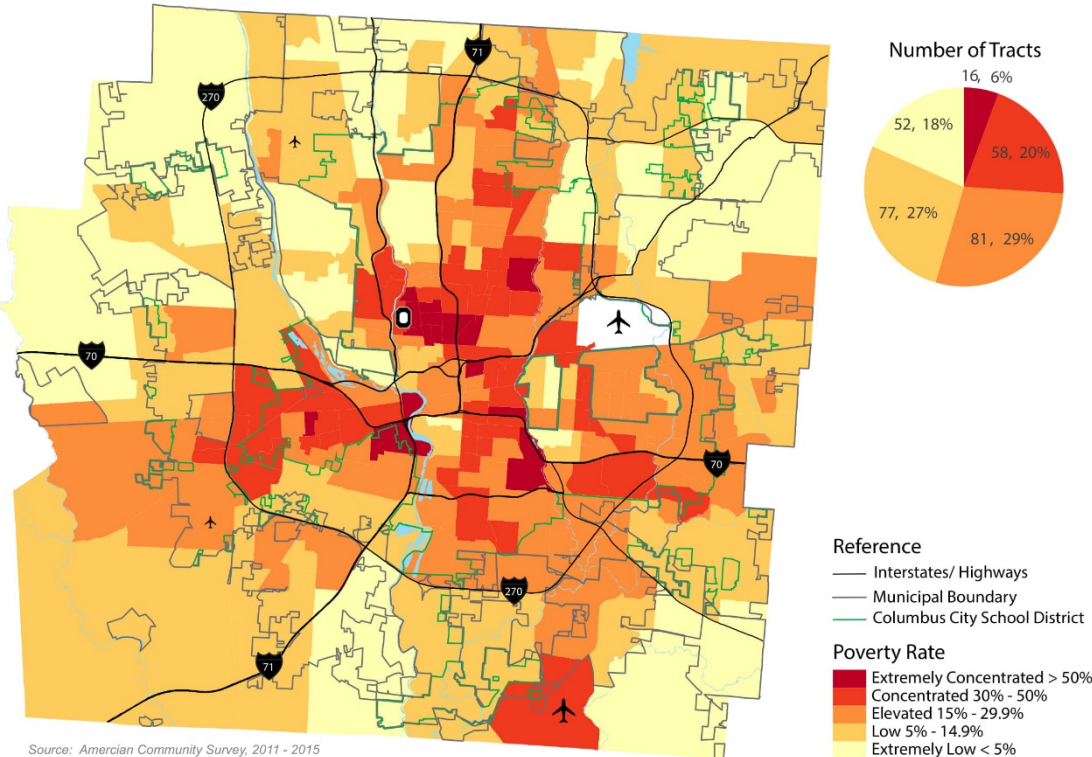 71
270
70
70
270
71
Number of Tracts
16, 6%
52, 18%
58, 20%
77, 27%
81, 29%
Reference
Interstates/ Highways
Municipal Boundary
Columbus City School District
Poverty Rate
Extremely Concentrated > 50%
Concentrated 30% - 50%
Elevated 15% - 29.9%
Low 5% - 14.9%
Extremely Low < 5%
Source: Amercian Community Survey, 2011 - 2015